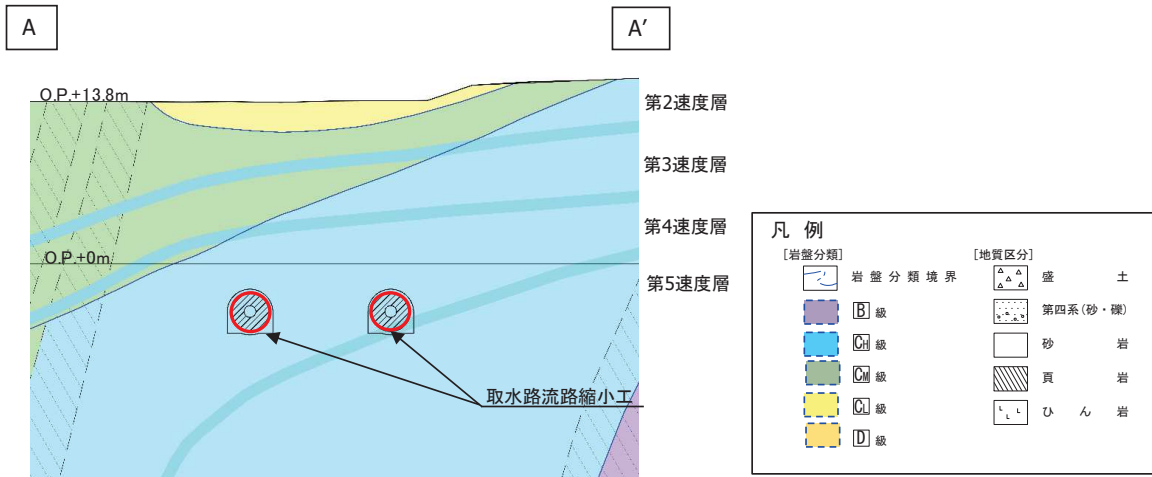 A
A′
O.P.+13.8m
第2速度層
第3速度層
第4速度層
O.P.+0m
第5速度層
取水路流路縮小工
凡 例
[岩盤分類]
岩盤分類境界
B 級
CH 級
CM 級
CL 級
D 級
[地質区分]
盛 土
第四系(砂・礫)
砂 岩
頁 岩
ひ ん 岩